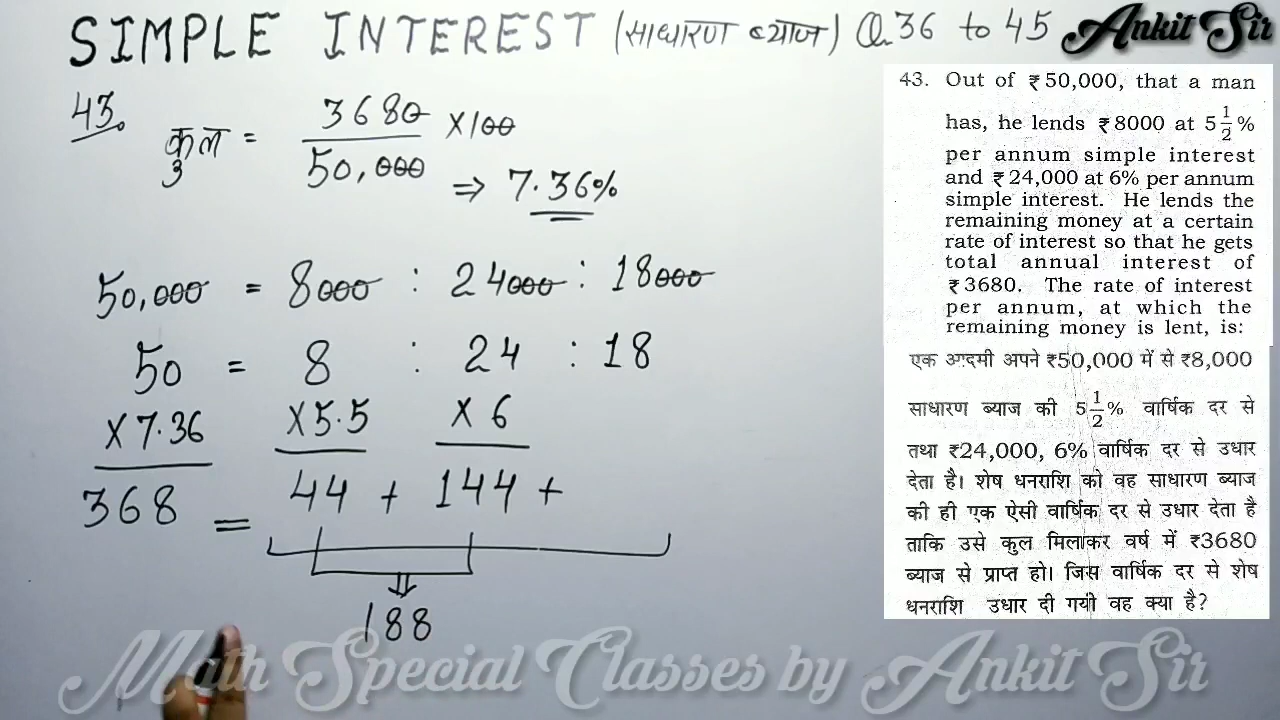 SIMPLE INTEREST (साधारण ब्याज) Q.36 to 45
Ankit Sir
43.
कुल = 3680 × 100
50,000
⇒ 7.36%
50,000 = 8000 : 24000 : 18000
50 = 8 : 24 : 18
× 7.36 × 5.5 × 6
368 = 44 + 144 +
⇓
188
43. Out of ₹ 50,000, that a man
has, he lends ₹ 8000 at 5 1/2 %
per annum simple interest
and ₹ 24,000 at 6% per annum
simple interest. He lends the
remaining money at a certain
rate of interest so that he gets
total annual interest of
₹ 3680. The rate of interest
per annum, at which the
remaining money is lent, is:
एक आदमी अपने ₹50,000 में से ₹8,000
साधारण ब्याज की 5 1/2 % वार्षिक दर से
तथा ₹24,000, 6% वार्षिक दर से उधार
देता है। शेष धनराशि को वह साधारण ब्याज
की ही एक ऐसी वार्षिक दर से उधार देता है
ताकि उसे कुल मिलाकर वर्ष में ₹3680
ब्याज से प्राप्त हो। जिस वार्षिक दर से शेष
धनराशि उधार दी गयी वह क्या है?
Math Special Classes by Ankit Sir